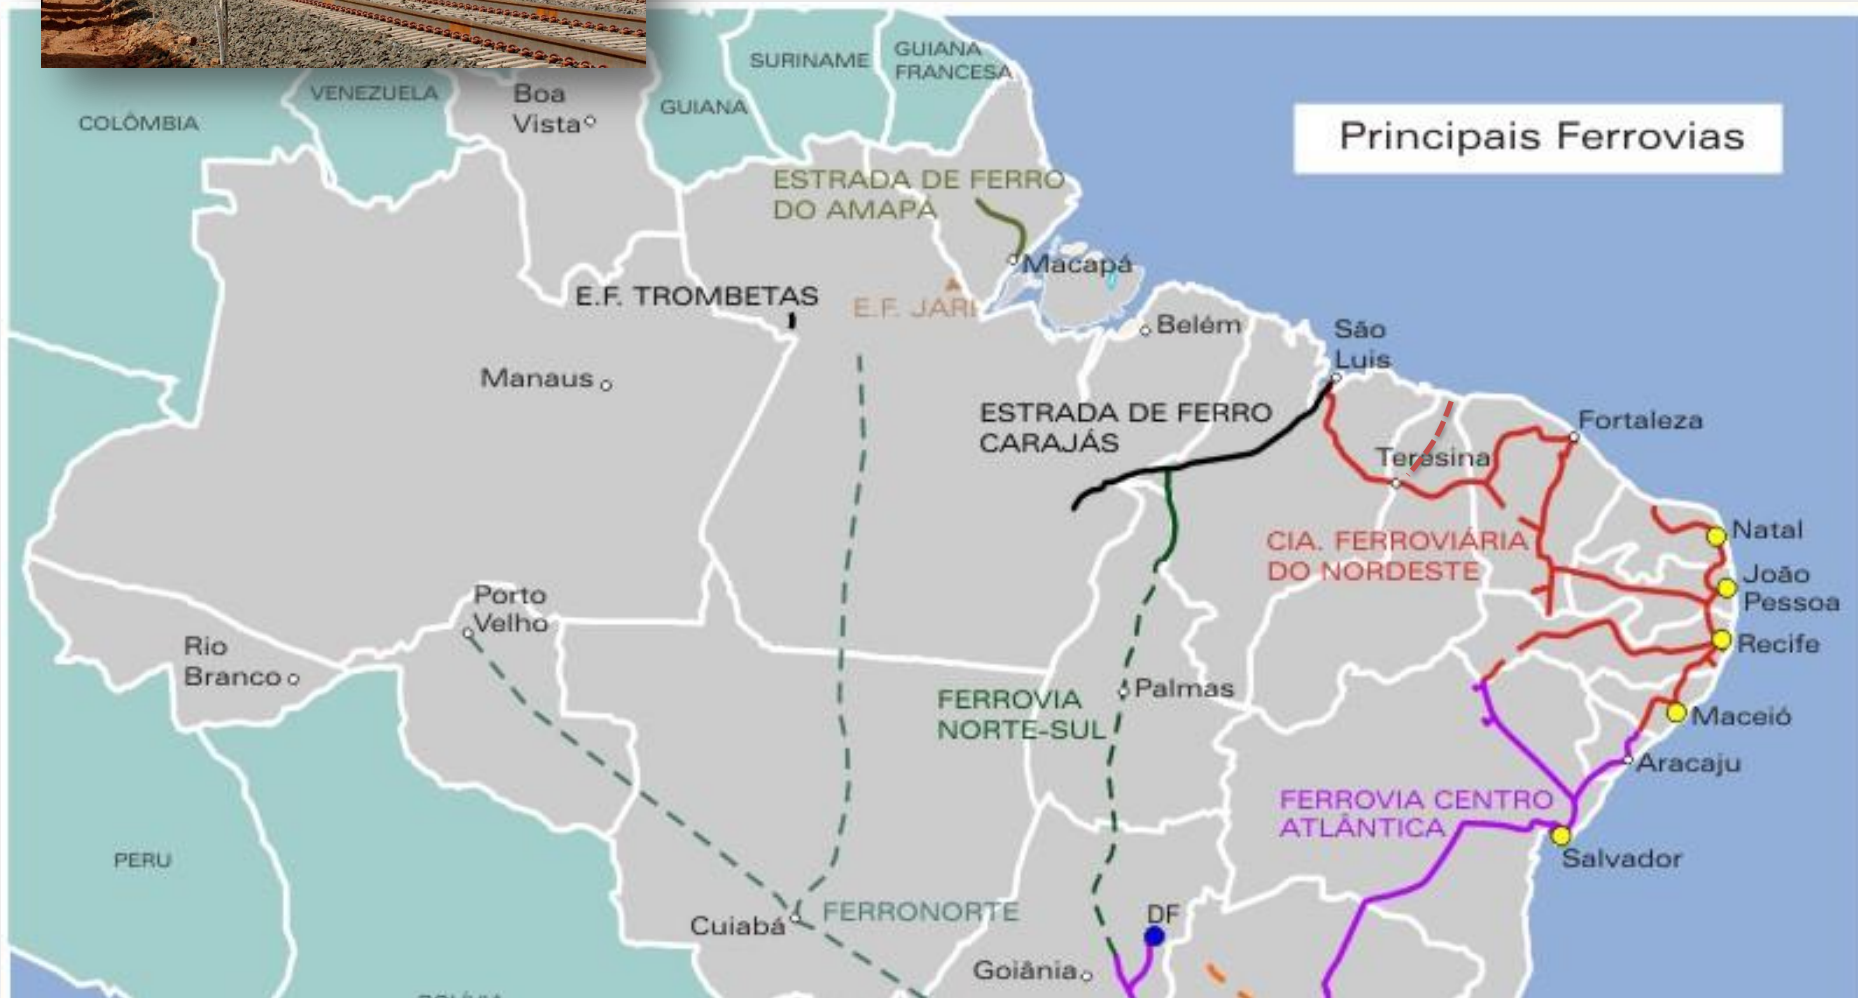 SURINAME
GUIANA
FRANCESA
VENEZUELA
Boa
Vista
GUIANA
COLÔMBIA
Principais Ferrovias
ESTRADA DE FERRO
DO AMAPÁ
Macapá
E.F. TROMBETAS
E.F. JARI
Belém
São
Luis
Manaus
ESTRADA DE FERRO
CARAJÁS
Fortaleza
Teresina
Natal
CIA. FERROVIÁRIA
DO NORDESTE
João
Pessoa
Porto
Velho
Recife
Rio
Branco
Palmas
FERROVIA
NORTE-SUL
Maceió
Aracaju
FERROVIA CENTRO
ATLÂNTICA
PERU
Salvador
Cuiabá
FERRONORTE
DF
Goiânia